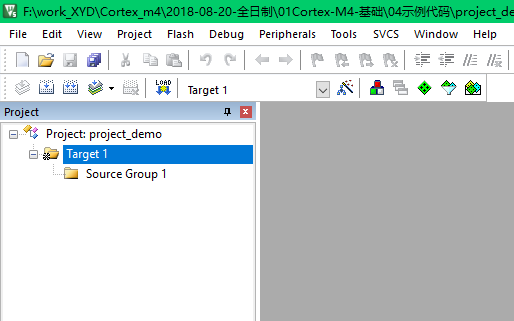 F:\work_XYD\Cortex_m4\2018-08-20-全日制\01Cortex-M4-基础\04示例代码\project_de
File Edit View Project Flash Debug Peripherals Tools SVCS Window Help
LOAD Target 1
Project
Project: project_demo
Target 1
Source Group 1